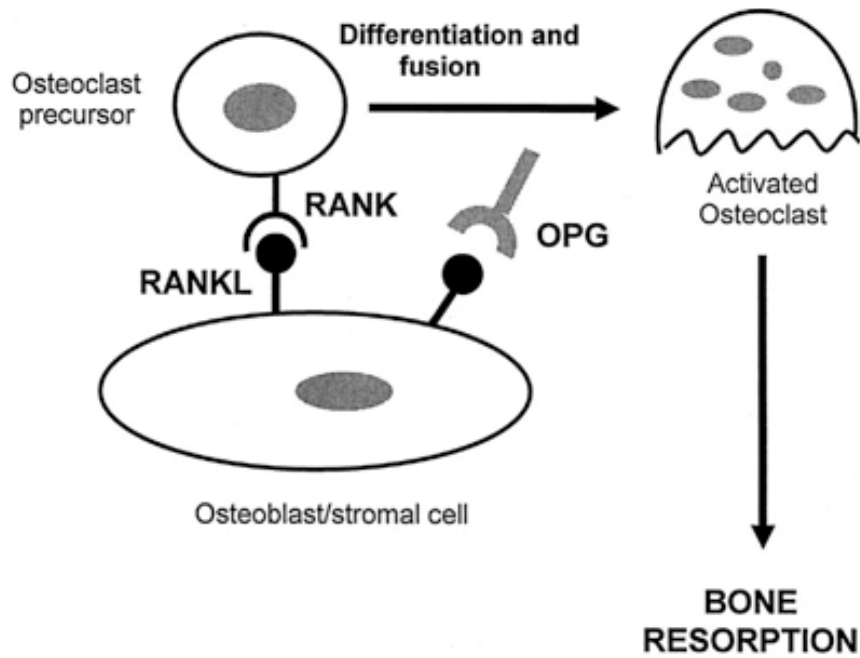 Differentiation and
fusion
Osteoclast
precursor
RANK
OPG
RANKL
Activated
Osteoclast
Osteoblast/stromal cell
BONE
RESORPTION